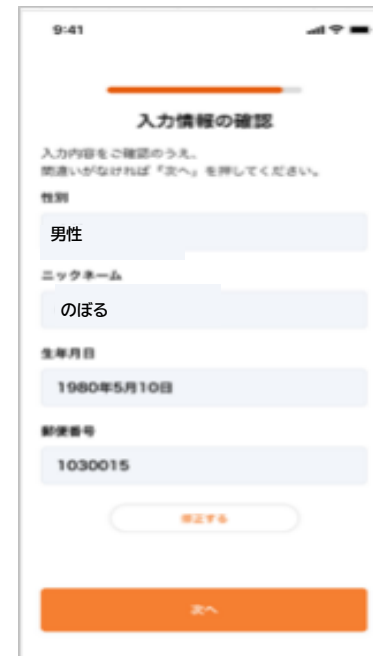 9:41
入力情報の確認
入力内容をご確認のうえ、
間違いがなければ「次へ」を押してください。
性別
男性
ニックネーム
のぼる
生年月日
1980年5月10日
郵便番号
1030015
修正する
次へ